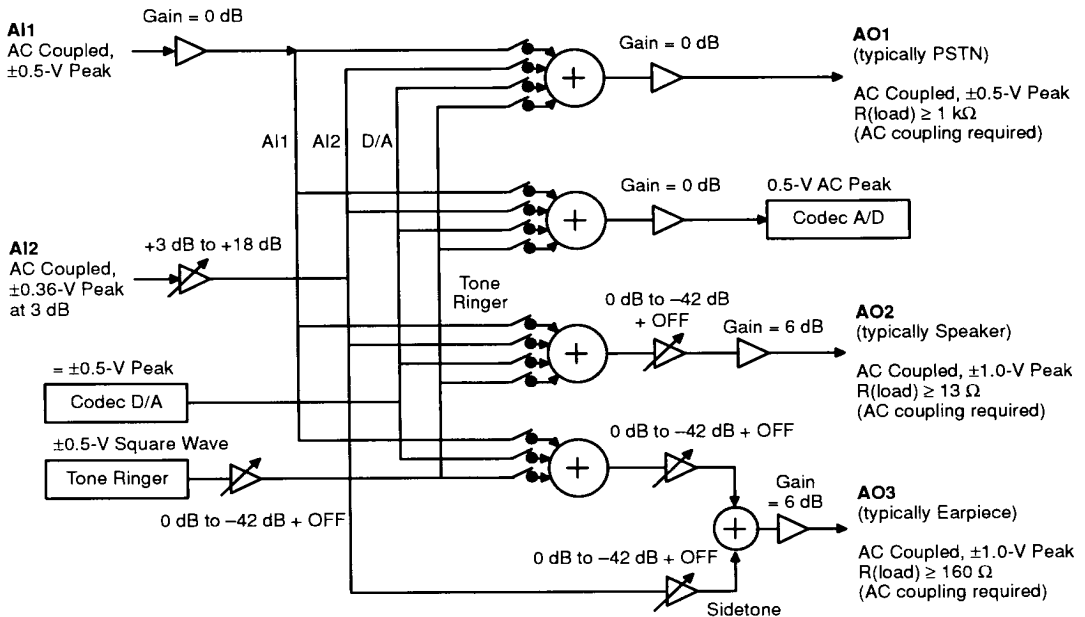 Gain = 0 dB
AI1
AC Coupled,
±0.5-V Peak
Gain = 0 dB
AO1
(typically PSTN)
AC Coupled, ±0.5-V Peak
R(load) ≥ 1 kΩ
(AC coupling required)
AI1
AI2
D/A
+
Gain = 0 dB
0.5-V AC Peak
Codec A/D
+
AI2
AC Coupled,
±0.36-V Peak
at 3 dB
+3 dB to +18 dB
Tone
Ringer
0 dB to −42 dB
+ OFF
Gain = 6 dB
AO2
(typically Speaker)
AC Coupled, ±1.0-V Peak
R(load) ≥ 13 Ω
(AC coupling required)
+
= ±0.5-V Peak
Codec D/A
±0.5-V Square Wave
Tone Ringer
0 dB to −42 dB + OFF
0 dB to −42 dB + OFF
+
Gain
= 6 dB
+
AO3
(typically Earpiece)
AC Coupled, ±1.0-V Peak
R(load) ≥ 160 Ω
(AC coupling required)
0 dB to −42 dB + OFF
Sidetone